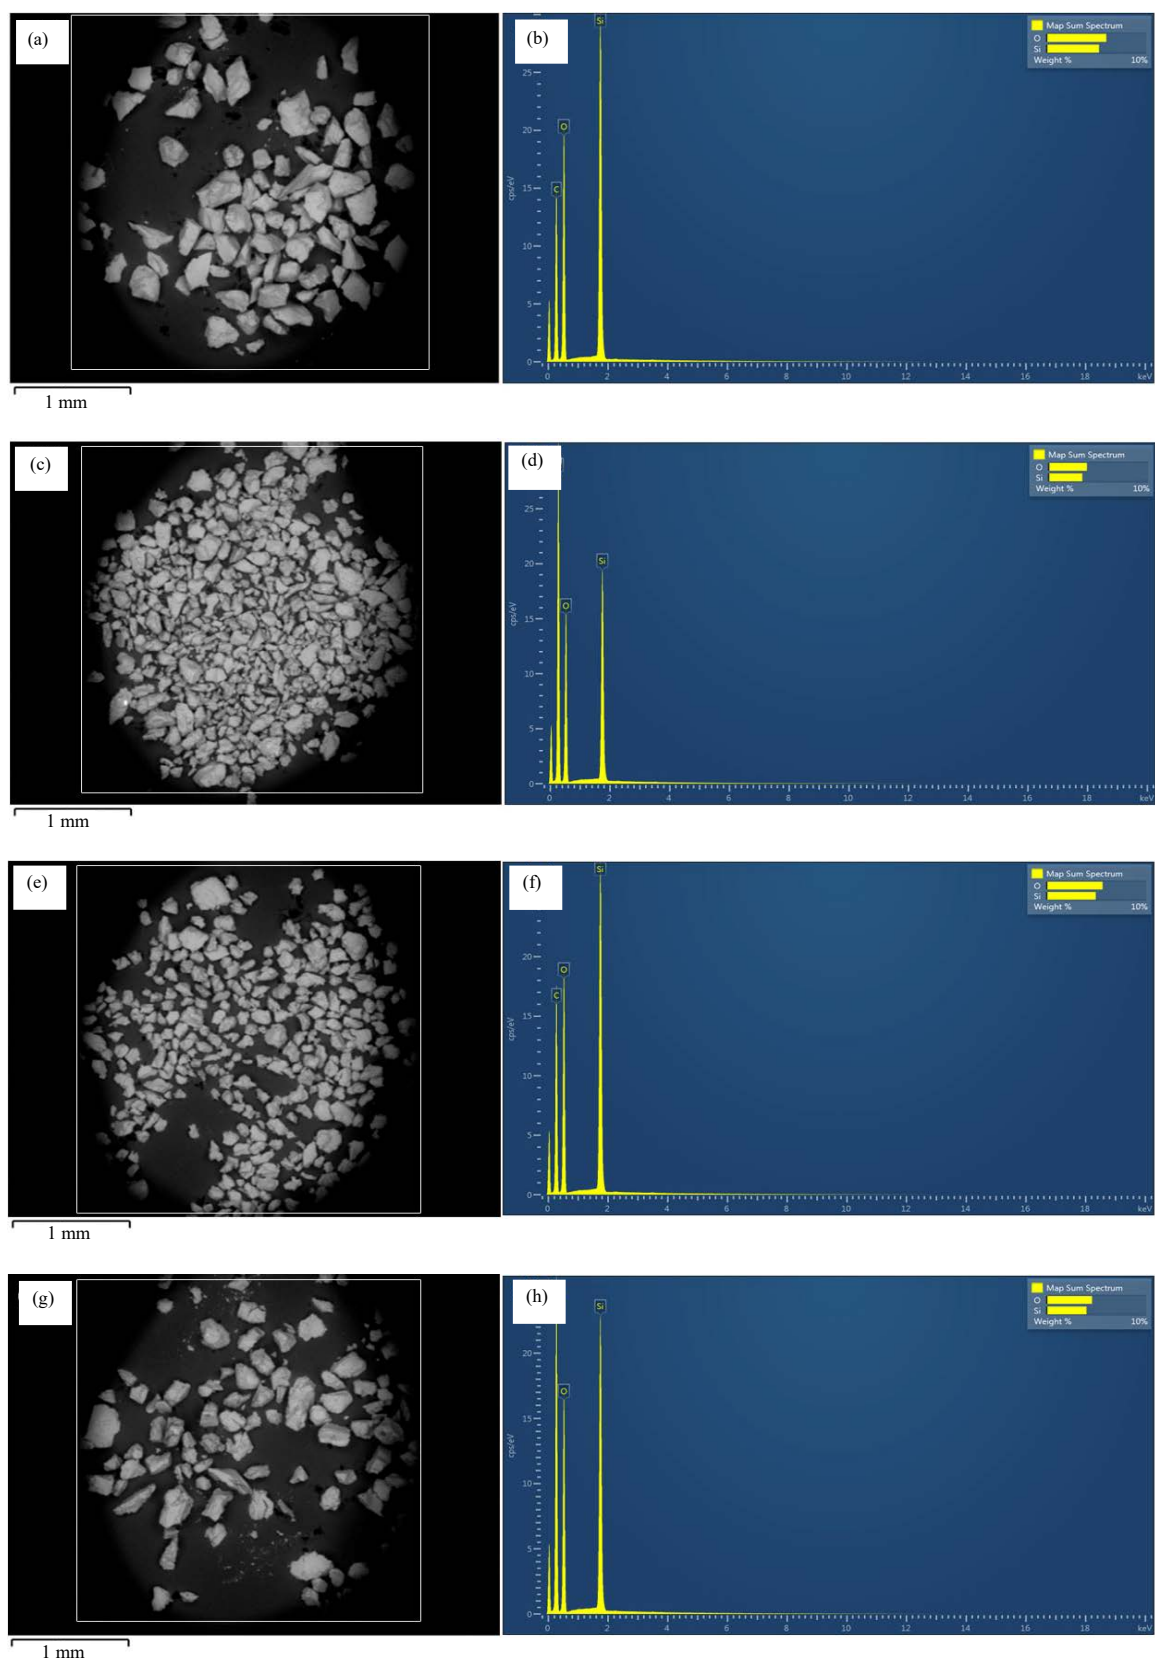 (a)
(b)
Si
Map Sum Spectrum
O
Si
Weight % 10%
25
O
20
C
15
cps/eV
10
5
0
0 2 4 6 8 10 12 14 16 18 keV
1 mm
(c)
(d)
Map Sum Spectrum
O
Si
Weight % 10%
25
Si
20
O
15
cps/eV
10
5
0
0 2 4 6 8 10 12 14 16 18 keV
1 mm
(e)
(f)
Si
Map Sum Spectrum
O
Si
Weight % 10%
20
O
C
15
cps/eV
10
5
0
0 2 4 6 8 10 12 14 16 18 keV
1 mm
(g)
(h)
Si
Map Sum Spectrum
O
Si
Weight % 10%
20
O
15
cps/eV
10
5
0
0 2 4 6 8 10 12 14 16 18 keV
1 mm